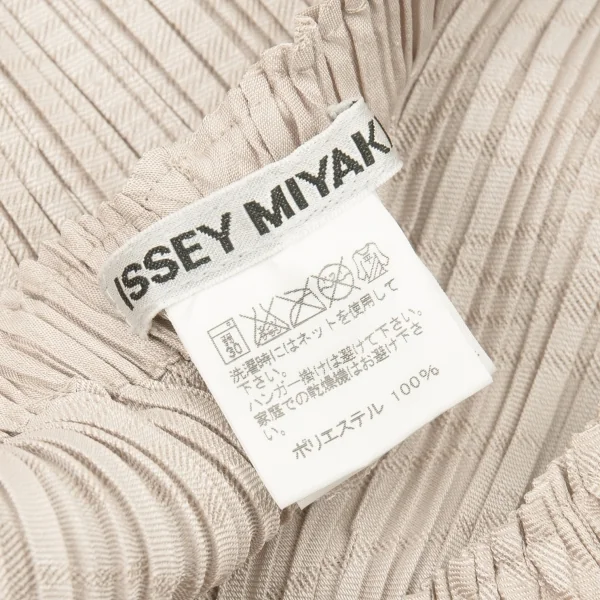 ISSEY MIYAK
弱
30
洗濯時にはネットを使用して
下さい。
ハンガー掛けは避けて下さい。
家庭での乾燥機はお避け
下さい。
ポリエステル 100%